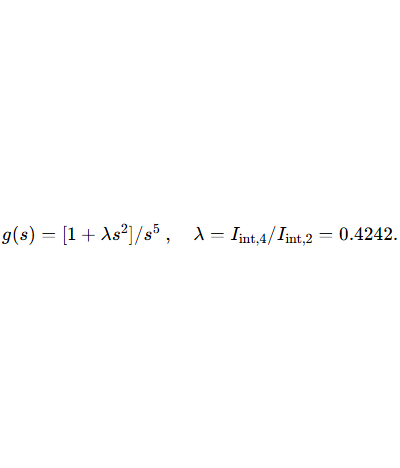 g(s) = [1 + λs²]/s⁵ , λ = I_int,4/I_int,2 = 0.4242.